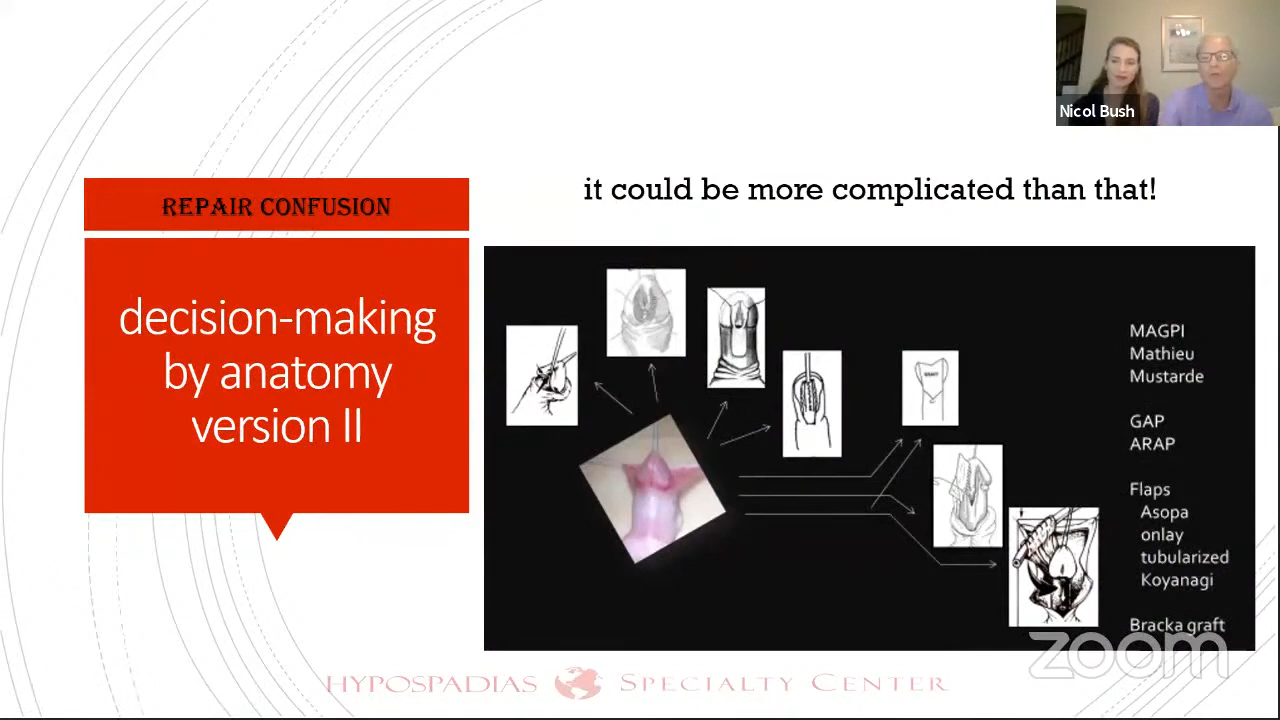 Nicol Bush
REPAIR CONFUSION
decision-making
by anatomy
version II
it could be more complicated than that!
MAGPI
Mathieu
Mustarde
GAP
ARAP
Flaps
Asopa
onlay
tubularized
Koyanagi
Bracka graft
zoom
HYPOSPADIAS SPECIALTY CENTER